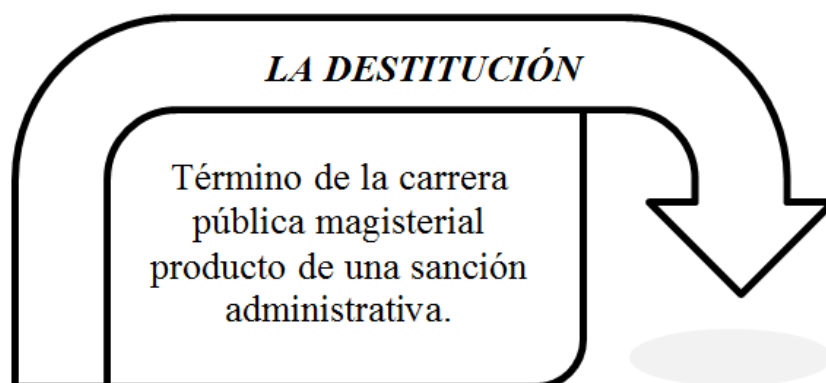 LA DESTITUCIÓN
Término de la carrera
pública magisterial
producto de una sanción
administrativa.